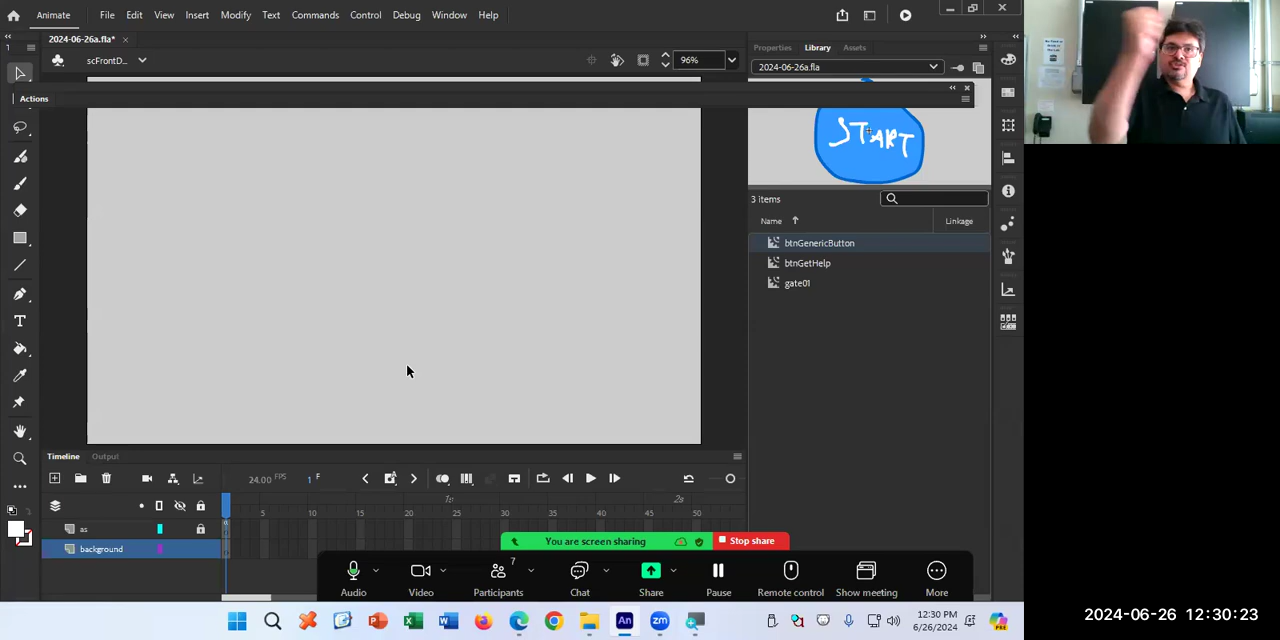 Animate File Edit View Insert Modify Text Commands Control Debug Window Help
2024-06-26a.fla* ×
scFrontD... 96%
Actions
Properties Library Assets
2024-06-26a.fla
START
3 items
Name Linkage
btnGenericButton
btnGetHelp
gate01
Timeline Output
24.00 FPS 1 F
1s 2s
5 10 15 20 25 30 35 40 45 50
as
background
You are screen sharing Stop share
7
Audio Video Participants Chat Share Pause Remote control Show meeting More
12:30 PM
6/26/2024
2024-06-26 12:30:23